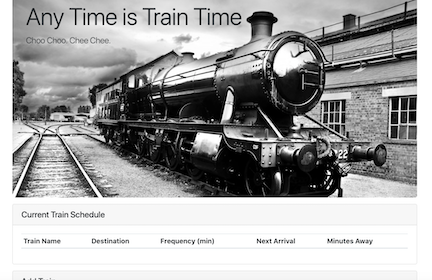 Any Time is Train Time
Choo Choo. Chee Chee.
22
Current Train Schedule
Train Name Destination Frequency (min) Next Arrival Minutes Away